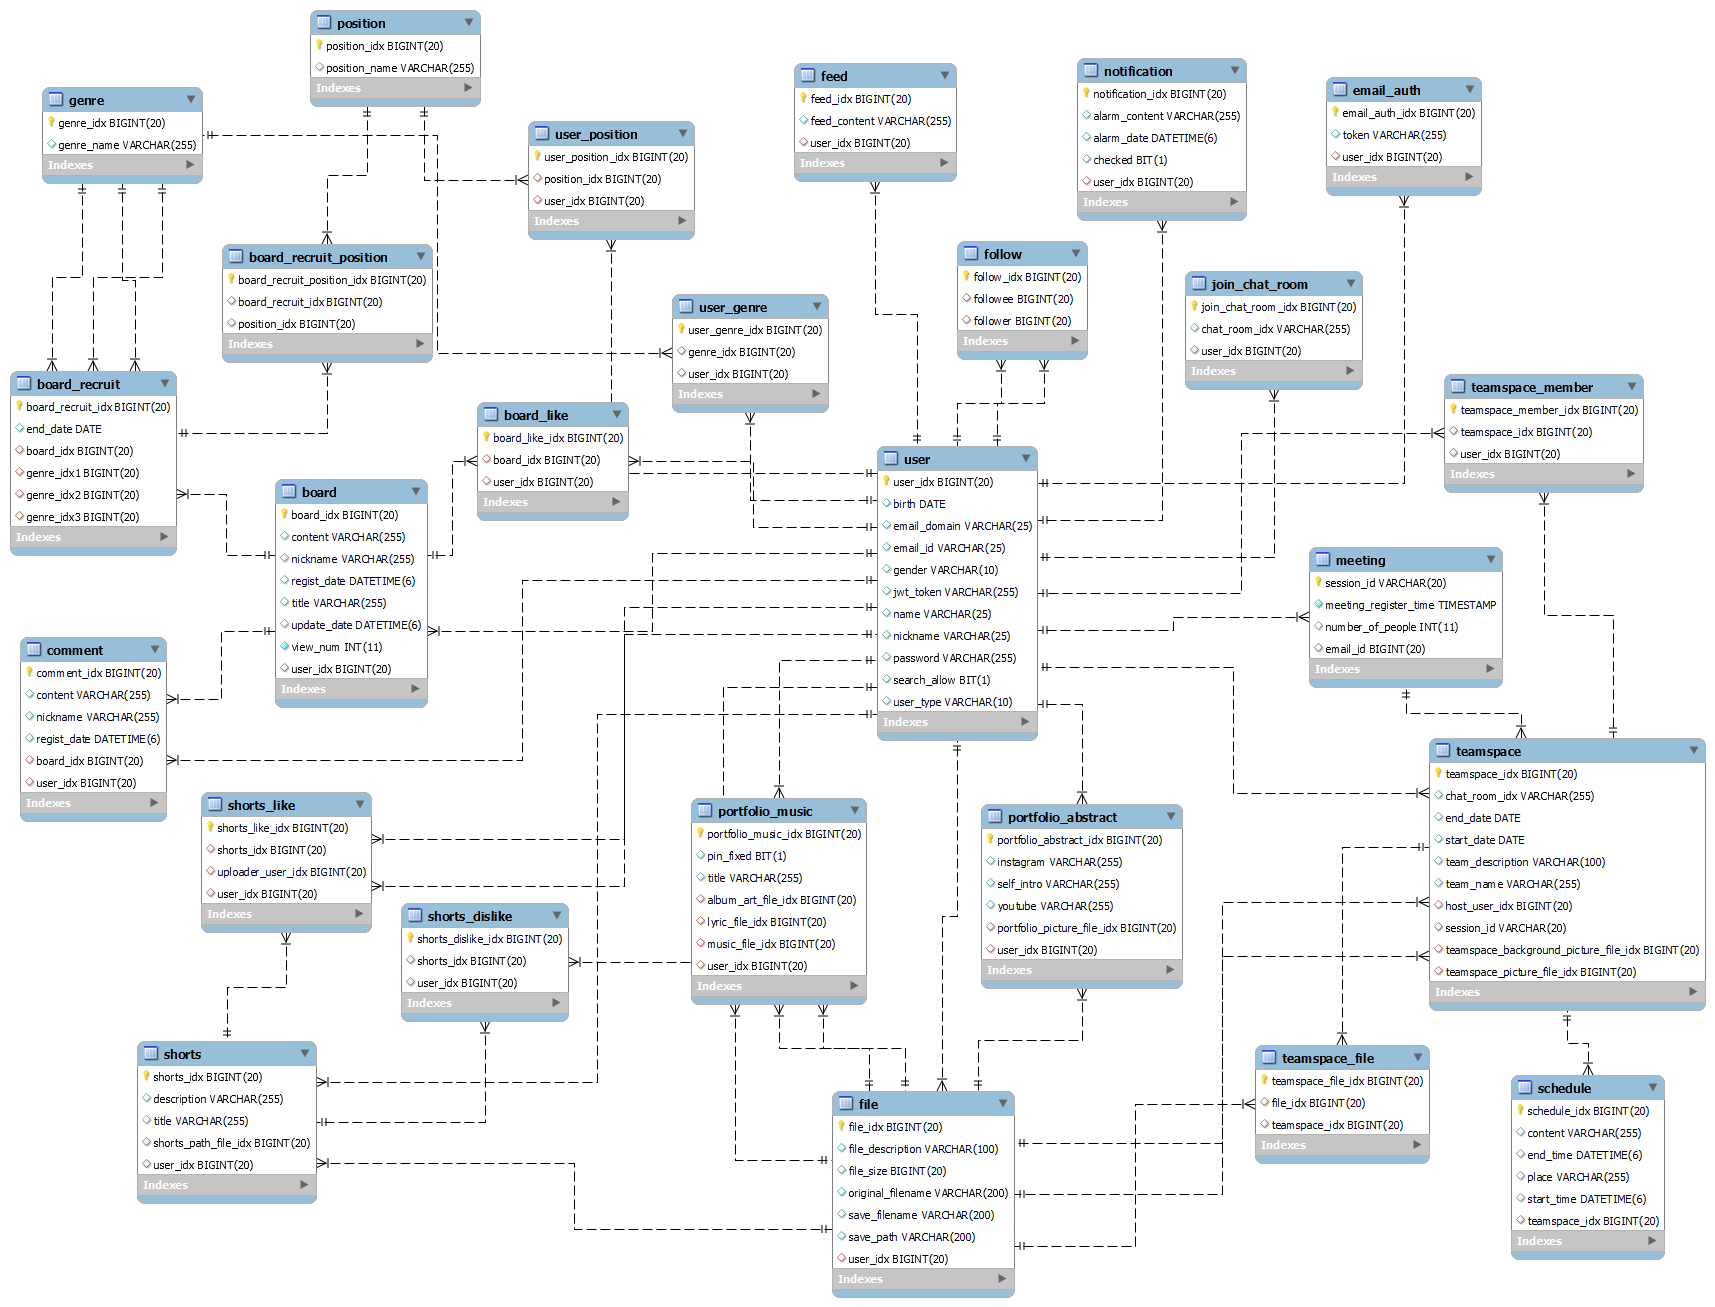 position
position_idx BIGINT(20)
position_name VARCHAR(255)
Indexes
genre
genre_idx BIGINT(20)
genre_name VARCHAR(255)
Indexes
user_position
user_position_idx BIGINT(20)
position_idx BIGINT(20)
user_idx BIGINT(20)
Indexes
feed
feed_idx BIGINT(20)
feed_content VARCHAR(255)
user_idx BIGINT(20)
Indexes
notification
notification_idx BIGINT(20)
alarm_content VARCHAR(255)
alarm_date DATETIME(6)
checked BIT(1)
user_idx BIGINT(20)
Indexes
email_auth
email_auth_idx BIGINT(20)
token VARCHAR(255)
user_idx BIGINT(20)
Indexes
board_recruit_position
board_recruit_position_idx BIGINT(20)
board_recruit_idx BIGINT(20)
position_idx BIGINT(20)
Indexes
user_genre
user_genre_idx BIGINT(20)
genre_idx BIGINT(20)
user_idx BIGINT(20)
Indexes
follow
follow_idx BIGINT(20)
followee BIGINT(20)
follower BIGINT(20)
Indexes
join_chat_room
join_chat_room_idx BIGINT(20)
chat_room_idx VARCHAR(255)
user_idx BIGINT(20)
Indexes
board_recruit
board_recruit_idx BIGINT(20)
end_date DATE
board_idx BIGINT(20)
genre_idx1 BIGINT(20)
genre_idx2 BIGINT(20)
genre_idx3 BIGINT(20)
Indexes
board_like
board_like_idx BIGINT(20)
board_idx BIGINT(20)
user_idx BIGINT(20)
Indexes
teamspace_member
teamspace_member_idx BIGINT(20)
teamspace_idx BIGINT(20)
user_idx BIGINT(20)
Indexes
board
board_idx BIGINT(20)
content VARCHAR(255)
nickname VARCHAR(255)
regist_date DATETIME(6)
title VARCHAR(255)
update_date DATETIME(6)
view_num INT(11)
user_idx BIGINT(20)
Indexes
user
user_idx BIGINT(20)
birth DATE
email_domain VARCHAR(25)
email_id VARCHAR(25)
gender VARCHAR(10)
jwt_token VARCHAR(255)
name VARCHAR(25)
nickname VARCHAR(25)
password VARCHAR(255)
search_allow BIT(1)
user_type VARCHAR(10)
Indexes
meeting
session_id VARCHAR(20)
meeting_register_time TIMESTAMP
number_of_people INT(11)
email_id BIGINT(20)
Indexes
comment
comment_idx BIGINT(20)
content VARCHAR(255)
nickname VARCHAR(255)
regist_date DATETIME(6)
board_idx BIGINT(20)
user_idx BIGINT(20)
Indexes
teamspace
teamspace_idx BIGINT(20)
chat_room_idx VARCHAR(255)
end_date DATE
start_date DATE
team_description VARCHAR(100)
team_name VARCHAR(255)
host_user_idx BIGINT(20)
session_id VARCHAR(20)
teamspace_background_picture_file_idx BIGINT(20)
teamspace_picture_file_idx BIGINT(20)
Indexes
shorts_like
shorts_like_idx BIGINT(20)
shorts_idx BIGINT(20)
uploader_user_idx BIGINT(20)
user_idx BIGINT(20)
Indexes
portfolio_music
portfolio_music_idx BIGINT(20)
pin_fixed BIT(1)
title VARCHAR(255)
album_art_file_idx BIGINT(20)
lyric_file_idx BIGINT(20)
music_file_idx BIGINT(20)
user_idx BIGINT(20)
Indexes
portfolio_abstract
portfolio_abstract_idx BIGINT(20)
instagram VARCHAR(255)
self_intro VARCHAR(255)
youtube VARCHAR(255)
portfolio_picture_file_idx BIGINT(20)
user_idx BIGINT(20)
Indexes
shorts_dislike
shorts_dislike_idx BIGINT(20)
shorts_idx BIGINT(20)
user_idx BIGINT(20)
Indexes
shorts
shorts_idx BIGINT(20)
description VARCHAR(255)
title VARCHAR(255)
shorts_path_file_idx BIGINT(20)
user_idx BIGINT(20)
Indexes
teamspace_file
teamspace_file_idx BIGINT(20)
file_idx BIGINT(20)
teamspace_idx BIGINT(20)
Indexes
schedule
schedule_idx BIGINT(20)
content VARCHAR(255)
end_time DATETIME(6)
place VARCHAR(255)
start_time DATETIME(6)
teamspace_idx BIGINT(20)
Indexes
file
file_idx BIGINT(20)
file_description VARCHAR(100)
file_size BIGINT(20)
original_filename VARCHAR(200)
save_filename VARCHAR(200)
save_path VARCHAR(200)
user_idx BIGINT(20)
Indexes